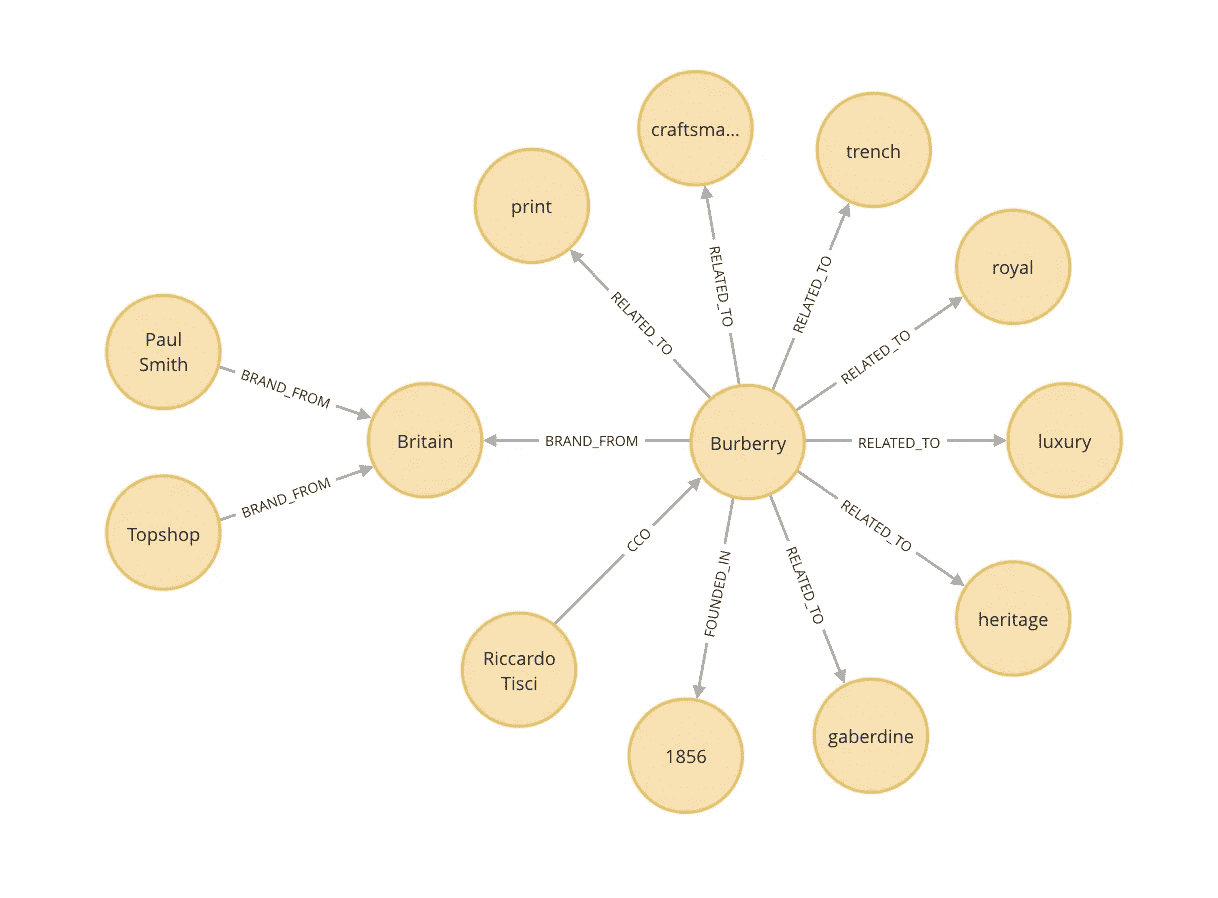 craftsma...
trench
print
royal
RELATED_TO
RELATED_TO
RELATED_TO
RELATED_TO
Paul
Smith
BRAND_FROM
Britain
BRAND_FROM
Burberry
RELATED_TO
luxury
BRAND_FROM
Topshop
CCO
FOUNDED_IN
RELATED_TO
RELATED_TO
heritage
Riccardo
Tisci
1856
gaberdine